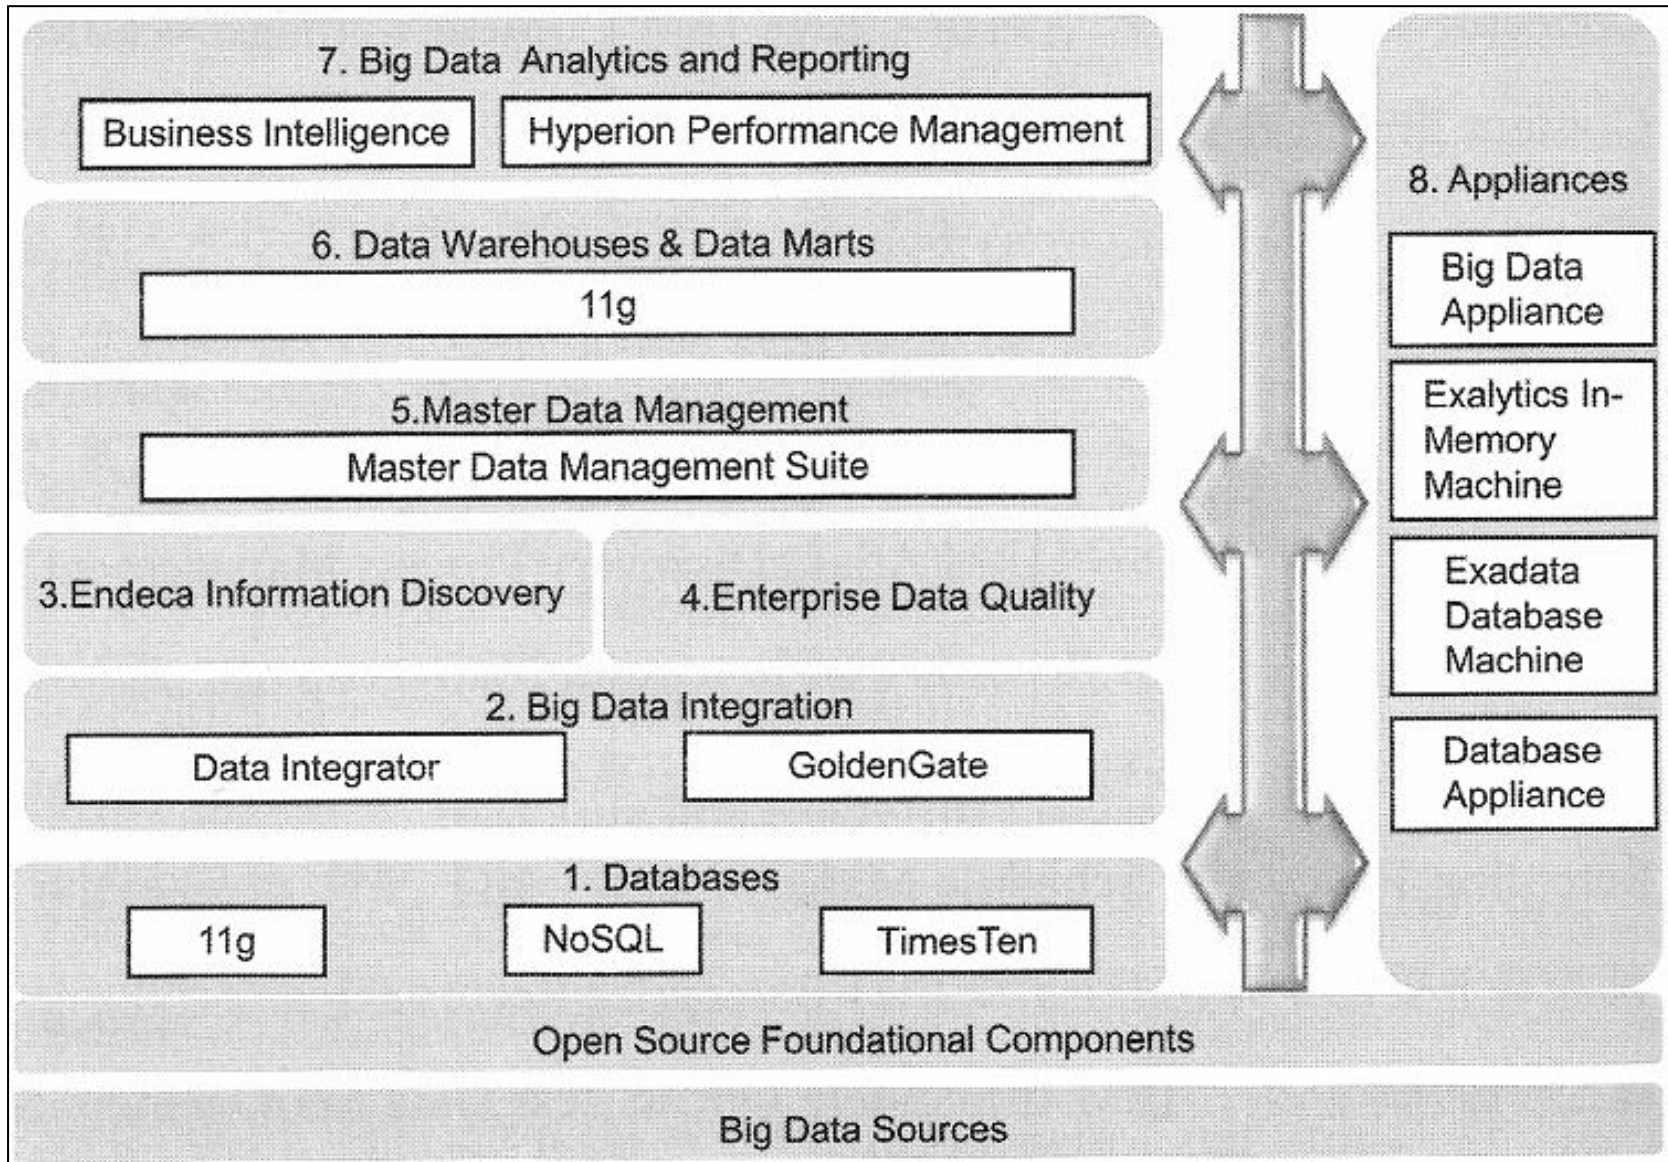 7. Big Data Analytics and Reporting
Business Intelligence
Hyperion Performance Management
6. Data Warehouses & Data Marts
11g
5.Master Data Management
Master Data Management Suite
3.Endeca Information Discovery
4.Enterprise Data Quality
2. Big Data Integration
Data Integrator
GoldenGate
1. Databases
11g
NoSQL
TimesTen
8. Appliances
Big Data
Appliance
Exalytics In-
Memory
Machine
Exadata
Database
Machine
Database
Appliance
Open Source Foundational Components
Big Data Sources